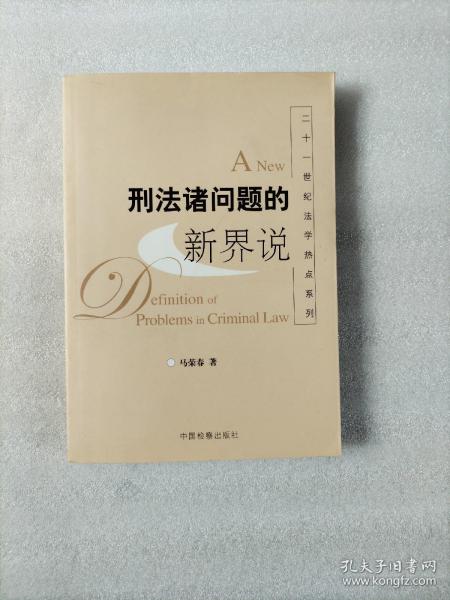 A New
刑法诸问题的
新界说
Definition of
Problems in Criminal Law
马荣春 著
中国检察出版社
二十一世纪法学热点系列
孔夫子旧书网
www.kongfz.com